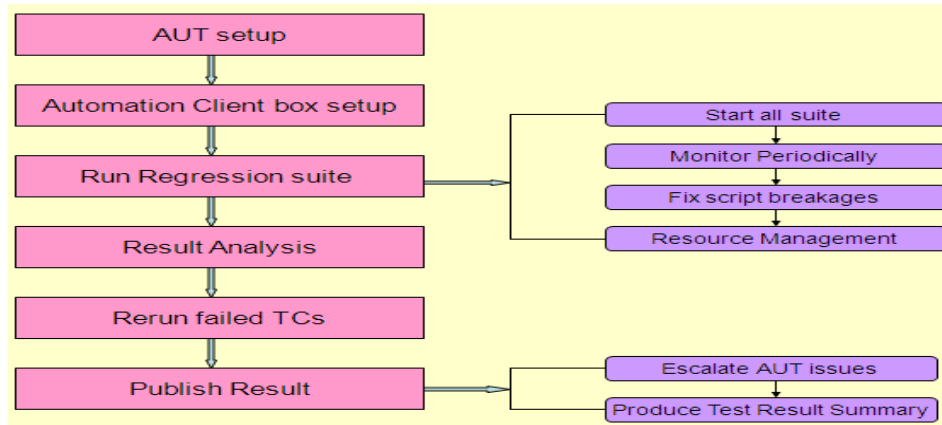 AUT setup
Automation Client box setup
Run Regression suite
Result Analysis
Rerun failed TCs
Publish Result
Start all suite
Monitor Periodically
Fix script breakages
Resource Management
Escalate AUT issues
Produce Test Result Summary